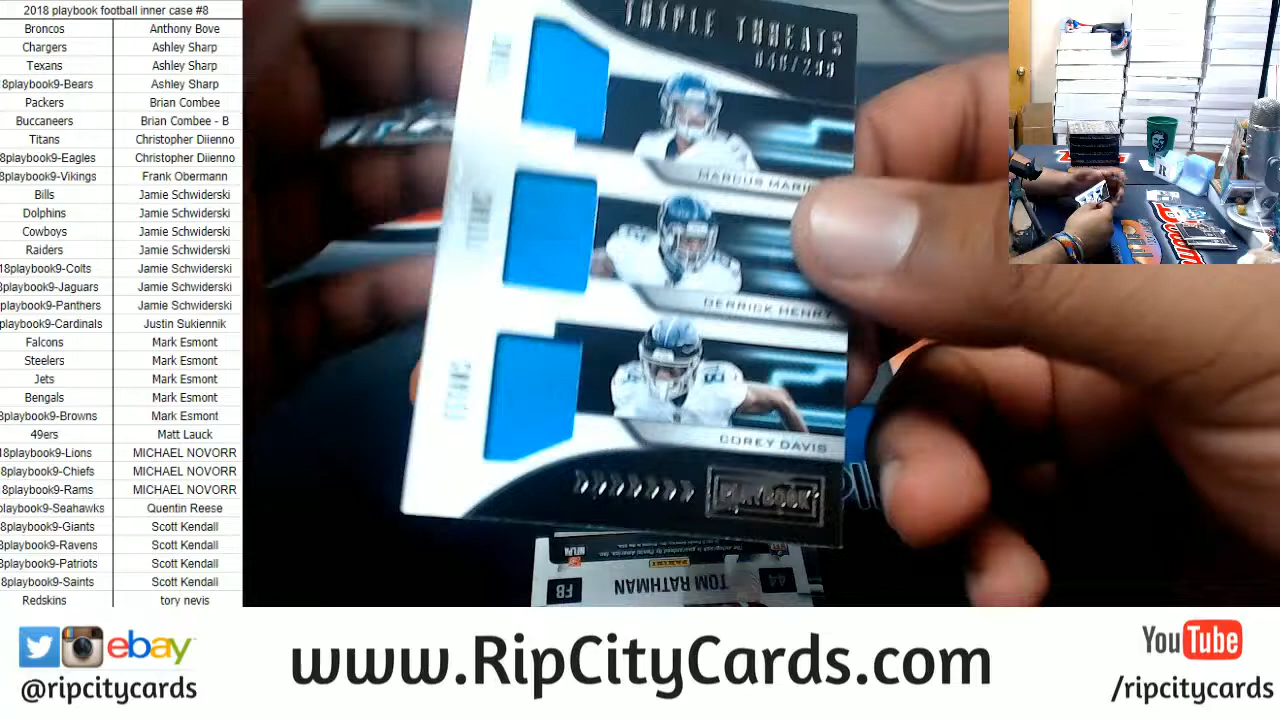 2018 playbook football inner case #8
Broncos Anthony Bove
Chargers Ashley Sharp
Texans Ashley Sharp
8playbook9-Bears Ashley Sharp
Packers Brian Combee
Buccaneers Brian Combee - B
Titans Christopher Diienno
8playbook9-Eagles Christopher Diienno
8playbook9-Vikings Frank Obermann
Bills Jamie Schwiderski
Dolphins Jamie Schwiderski
Cowboys Jamie Schwiderski
Raiders Jamie Schwiderski
18playbook9-Colts Jamie Schwiderski
8playbook9-Jaguars Jamie Schwiderski
playbook9-Panthers Jamie Schwiderski
playbook9-Cardinals Justin Sukiennik
Falcons Mark Esmont
Steelers Mark Esmont
Jets Mark Esmont
Bengals Mark Esmont
8playbook9-Browns Mark Esmont
49ers Matt Lauck
18playbook9-Lions MICHAEL NOVORR
8playbook9-Chiefs MICHAEL NOVORR
8playbook9-Rams MICHAEL NOVORR
playbook9-Seahawks Quentin Reese
8playbook9-Giants Scott Kendall
8playbook9-Ravens Scott Kendall
8playbook9-Patriots Scott Kendall
8playbook9-Saints Scott Kendall
Redskins tory nevis
TRIPLE THREATS
048/299
MARCUS
DERRICK HENRY
COREY DAVIS
PLAYBOOK
PANINI
TOM RATHMAN
44
FB
ebay
@ripcitycards
www.RipCityCards.com
YouTube
/ripcitycards